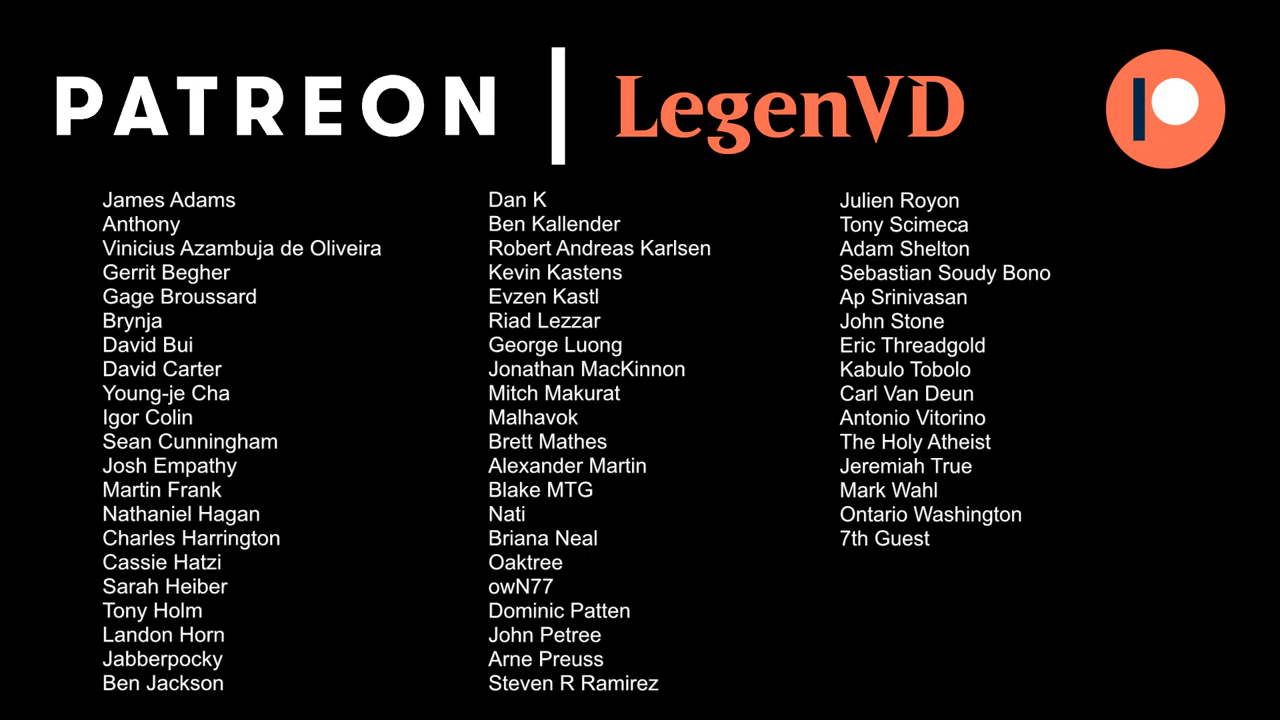 PATREON | LegenVD
James Adams
Anthony
Vinicius Azambuja de Oliveira
Gerrit Begher
Gage Broussard
Brynja
David Bui
David Carter
Young-je Cha
Igor Colin
Sean Cunningham
Josh Empathy
Martin Frank
Nathaniel Hagan
Charles Harrington
Cassie Hatzi
Sarah Heiber
Tony Holm
Landon Horn
Jabberpocky
Ben Jackson
Dan K
Ben Kallender
Robert Andreas Karlsen
Kevin Kastens
Evzen Kastl
Riad Lezzar
George Luong
Jonathan MacKinnon
Mitch Makurat
Malhavok
Brett Mathes
Alexander Martin
Blake MTG
Nati
Briana Neal
Oaktree
owN77
Dominic Patten
John Petree
Arne Preuss
Steven R Ramirez
Julien Royon
Tony Scimeca
Adam Shelton
Sebastian Soudy Bono
Ap Srinivasan
John Stone
Eric Threadgold
Kabulo Tobolo
Carl Van Deun
Antonio Vitorino
The Holy Atheist
Jeremiah True
Mark Wahl
Ontario Washington
7th Guest